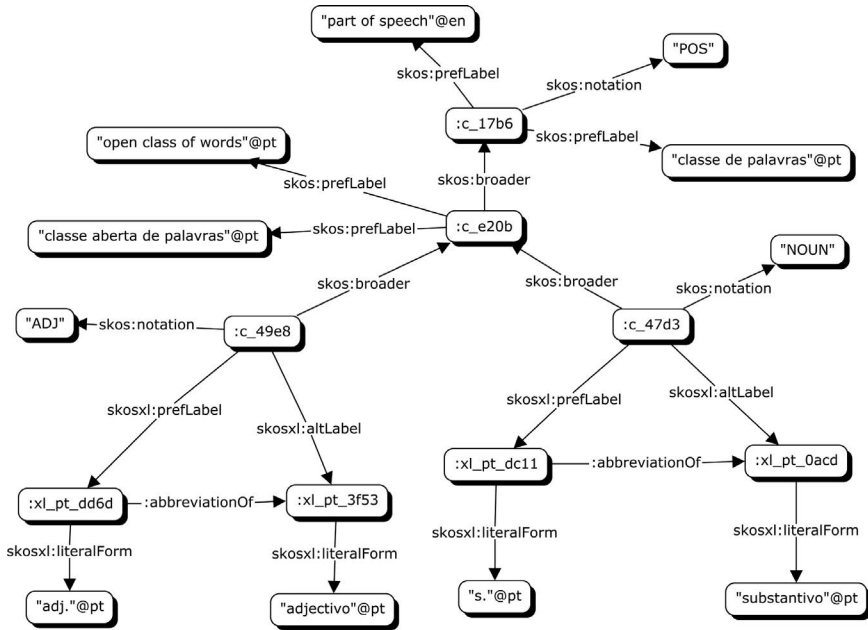 "part of speech"@en
"POS"
skos:prefLabel
skos:notation
:c_17b6
"open class of words"@pt
skos:prefLabel
"classe de palavras"@pt
skos:prefLabel
skos:broader
"classe aberta de palavras"@pt
skos:prefLabel
:c_e20b
"NOUN"
skos:broader
skos:broader
skos:notation
"ADJ"
skos:notation
:c_49e8
:c_47d3
skosxl:prefLabel
skosxl:altLabel
skosxl:prefLabel
skosxl:altLabel
:xl_pt_dc11
:abbreviationOf
:xl_pt_0acd
:xl_pt_dd6d
:abbreviationOf
:xl_pt_3f53
skosxl:literalForm
skosxl:literalForm
skosxl:literalForm
skosxl:literalForm
"adj."@pt
"adjectivo"@pt
"s."@pt
"substantivo"@pt